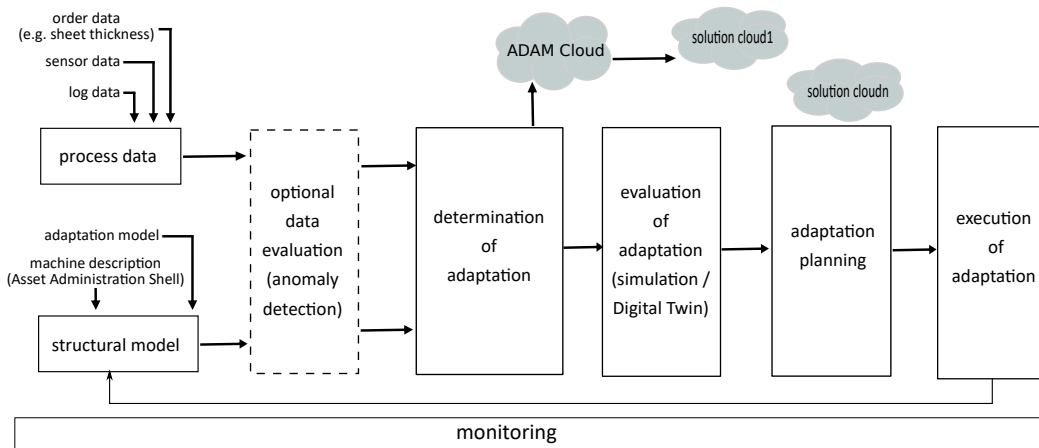 order data
(e.g. sheet thickness)
sensor data
log data
process data
adaptation model
machine description
(Asset Administration Shell)
structural model
optional
data
evaluation
(anomaly
detection)
ADAM Cloud
solution cloud1
solution cloudn
determination
of
adaptation
evaluation
of
adaptation
(simulation /
Digital Twin)
adaptation
planning
execution
of
adaptation
monitoring